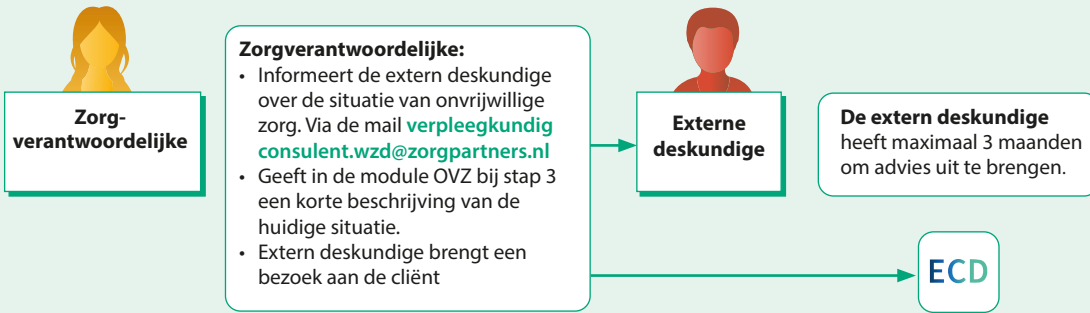 Zorg-
verantwoordelijke
Zorgverantwoordelijke:
• Informeert de extern deskundige
over de situatie van onvrijwillige
zorg. Via de mail verpleegkundig
consulent.wzd@zorgpartners.nl
• Geeft in de module OVZ bij stap 3
een korte beschrijving van de
huidige situatie.
• Extern deskundige brengt een
bezoek aan de cliënt
Externe
deskundige
De extern deskundige
heeft maximaal 3 maanden
om advies uit te brengen.
ECD